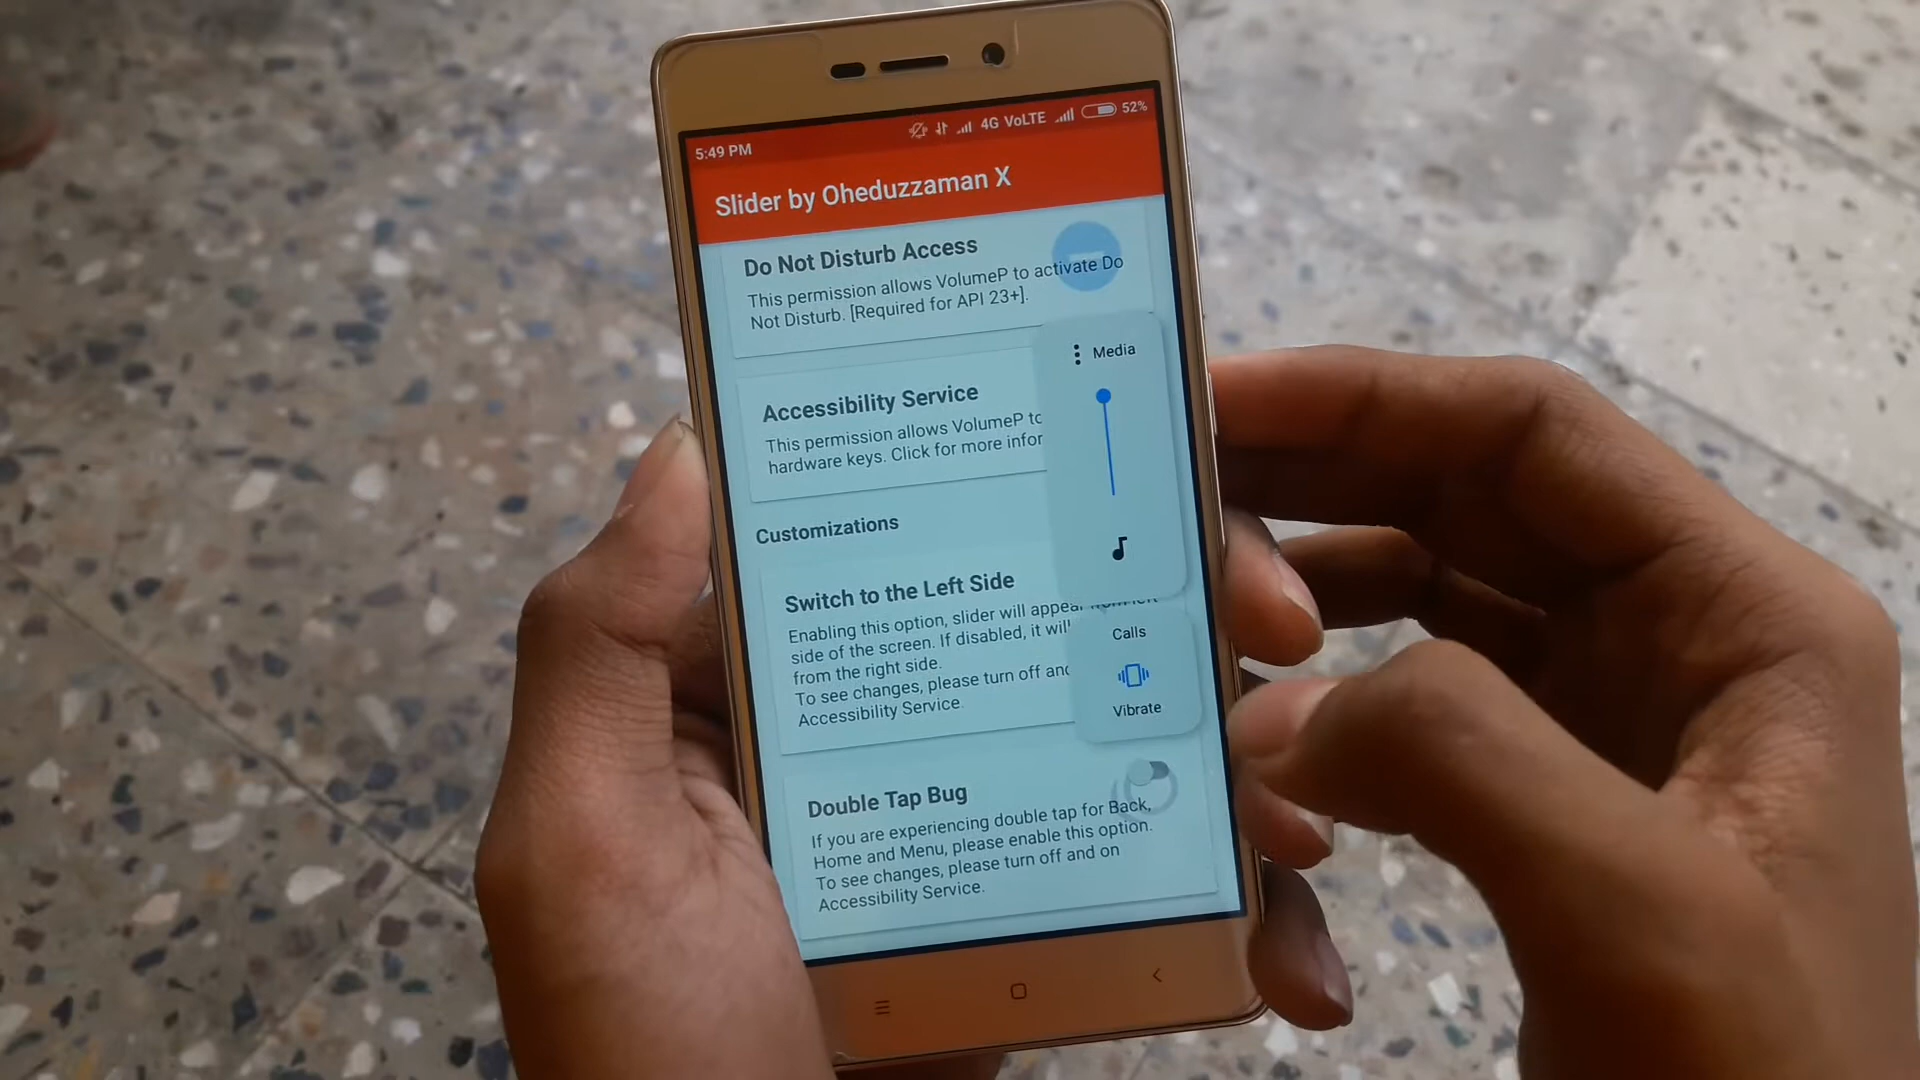 5:49 PM
4G VoLTE
52%
Slider by Oheduzzaman X
Do Not Disturb Access
This permission allows VolumeP to activate Do
Not Disturb. [Required for API 23+].
Media
Accessibility Service
This permission allows VolumeP to
hardware keys. Click for more infor
Customizations
Switch to the Left Side
Enabling this option, slider will appear from left
side of the screen. If disabled, it will
from the right side.
To see changes, please turn off and
Accessibility Service.
Calls
Vibrate
Double Tap Bug
If you are experiencing double tap for Back,
Home and Menu, please enable this option.
To see changes, please turn off and on
Accessibility Service.